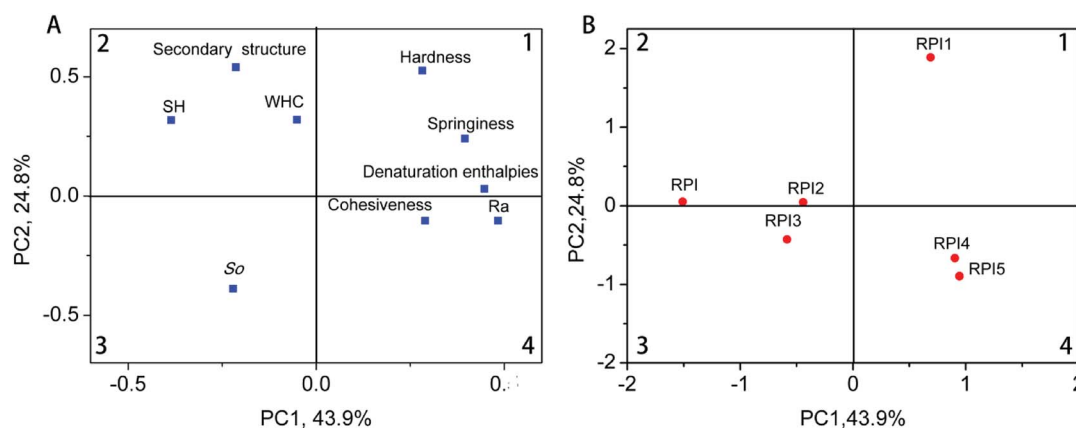 A
2
1
Secondary structure
Hardness
0.5
SH
WHC
Springiness
Denaturation enthalpies
0.0
Cohesiveness
Ra
So
-0.5
3
4
-0.5
0.0
PC1, 43.9%
PC2, 24.8%
B
2
1
2
RPI1
1
RPI
RPI2
0
RPI3
RPI4
RPI5
-1
3
4
-2
-2
-1
0
1
2
PC1,43.9%
PC2,24.8%